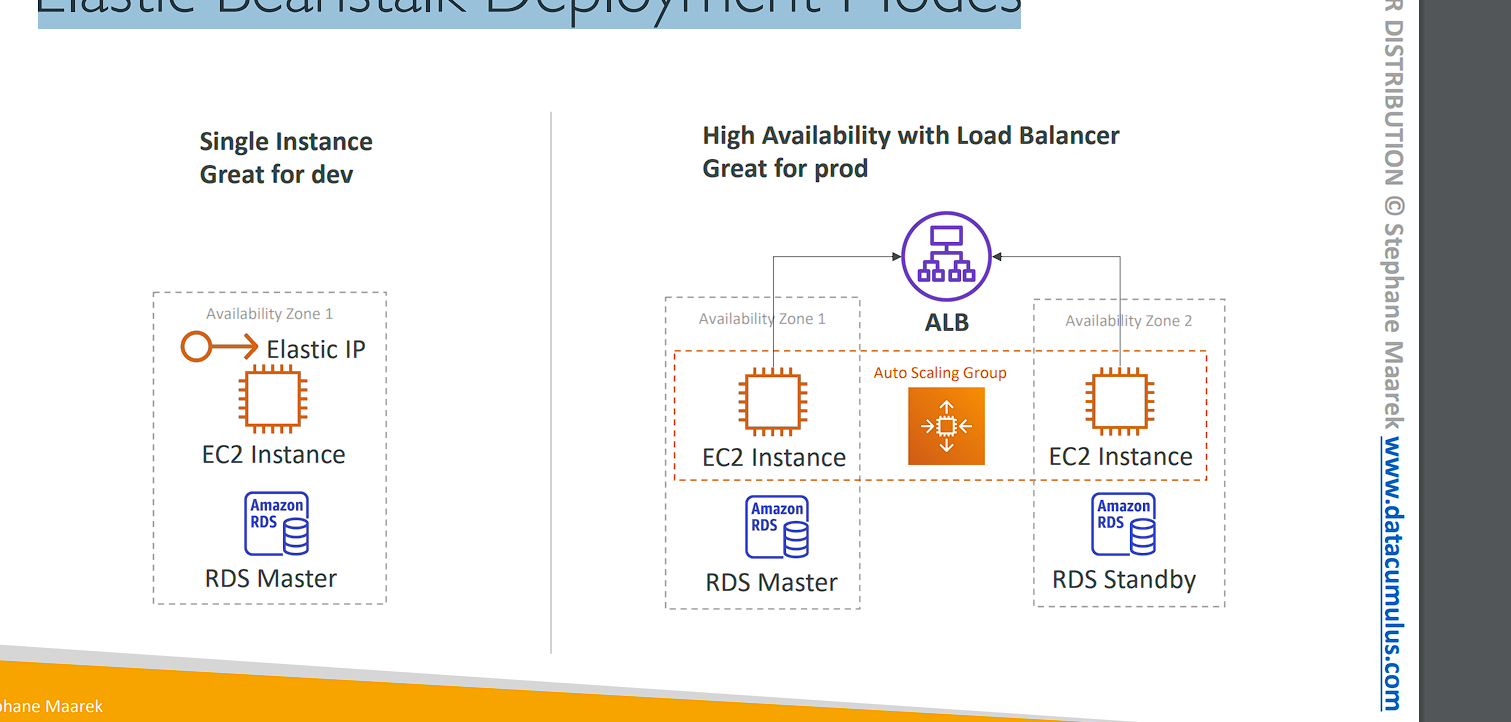 Elastic Beanstalk Deployment Modes
Single Instance
Great for dev
Availability Zone 1
Elastic IP
EC2 Instance
Amazon
RDS
RDS Master
High Availability with Load Balancer
Great for prod
ALB
Availability Zone 1
Availability Zone 2
Auto Scaling Group
EC2 Instance
EC2 Instance
Amazon
RDS
RDS Master
Amazon
RDS
RDS Standby
R DISTRIBUTION © Stephane Maarek www.datacumulus.com
phane Maarek